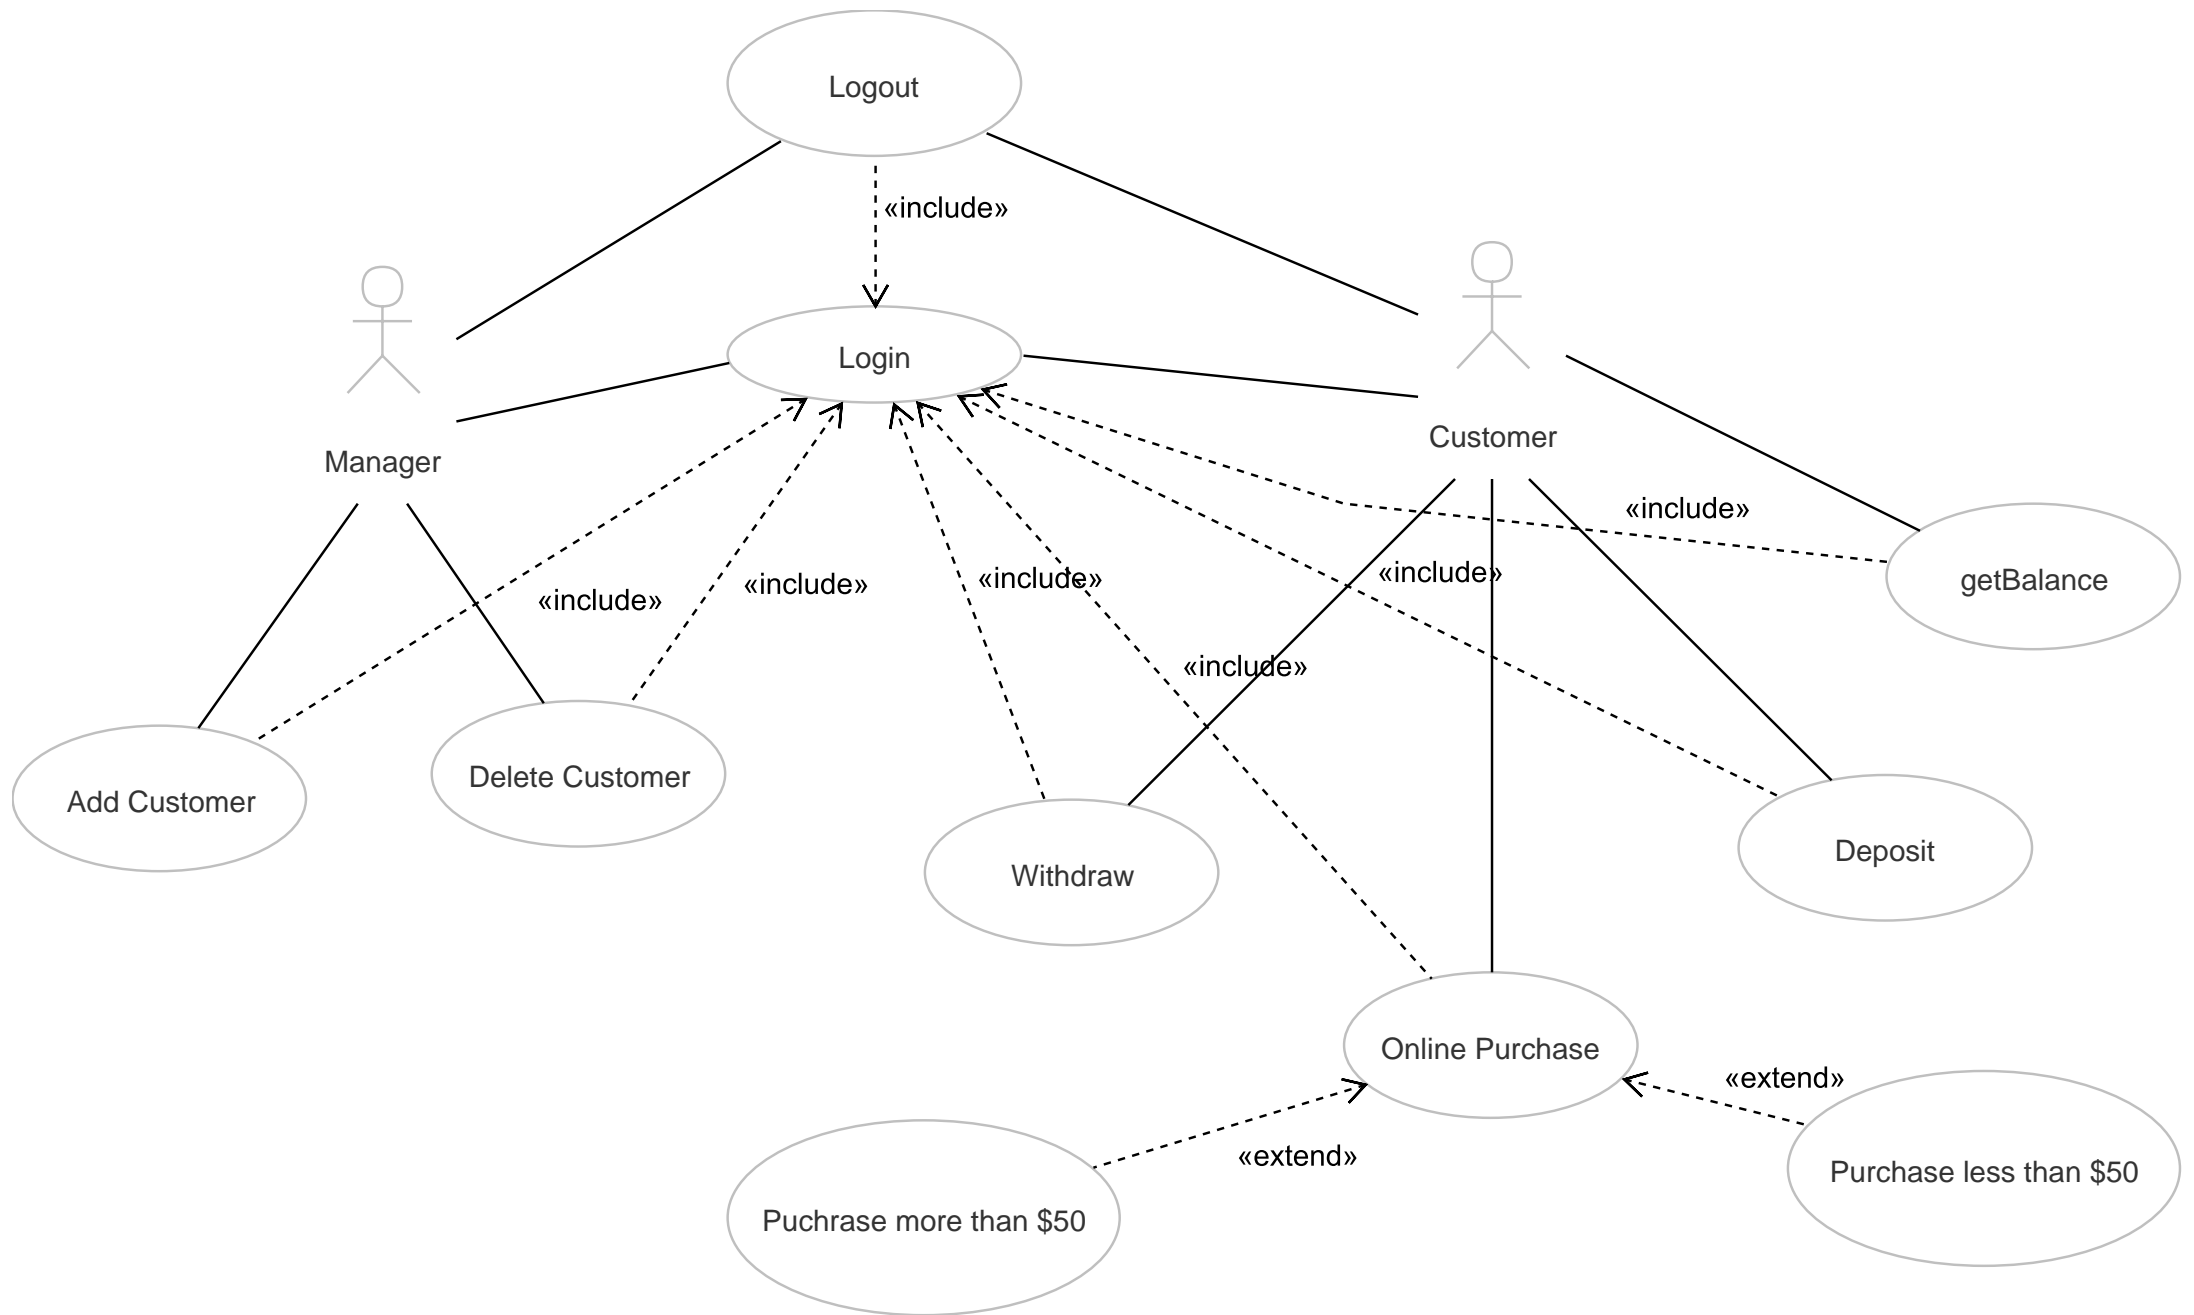 Logout
«include»
Login
Manager
Customer
«include»
«include»
«include»
«include»
«include»
«include»
getBalance
Add Customer
Delete Customer
Withdraw
Deposit
Online Purchase
«extend»
«extend»
Puchrase more than $50
Purchase less than $50